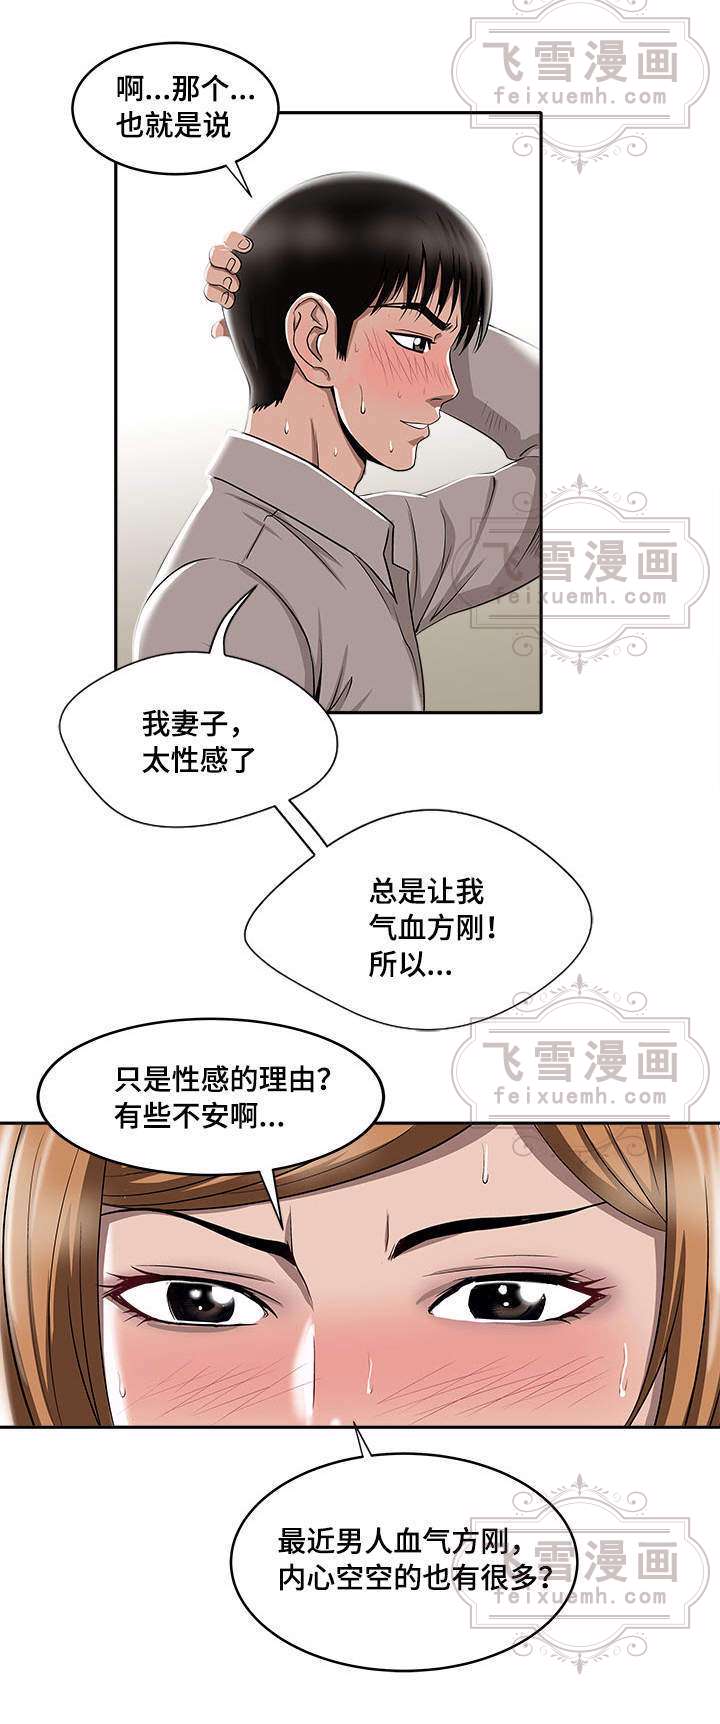 飞雪漫画
feixuemh.com
啊...那个...
也就是说
飞雪漫画
feixuemh.com
我妻子，
太性感了
总是让我
气血方刚！
所以...
飞雪漫画
feixuemh.com
只是性感的理由？
有些不安啊...
最近男人血气方刚，
内心空空的也有很多？
飞雪漫画
feixuemh.com